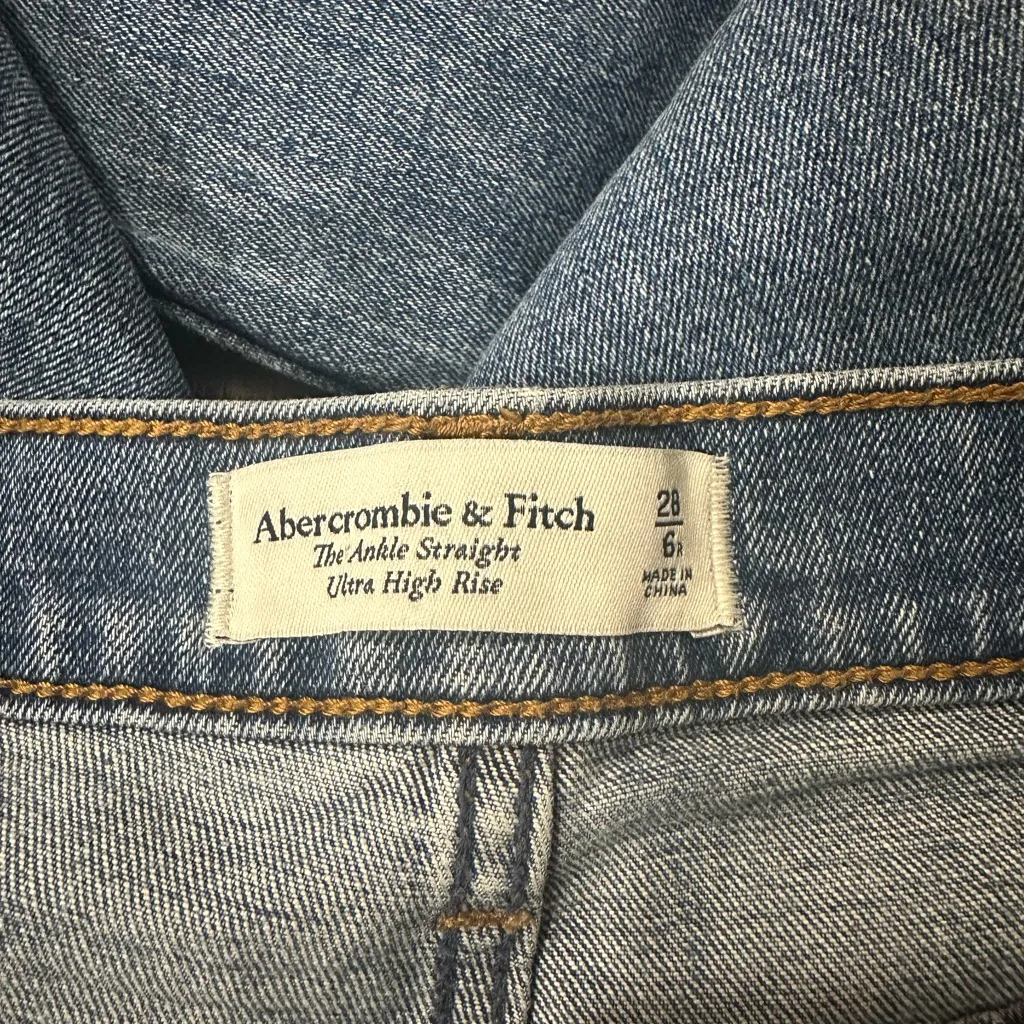 Abercrombie & Fitch
The Ankle Straight
Ultra High Rise
28
6R
MADE IN
CHINA